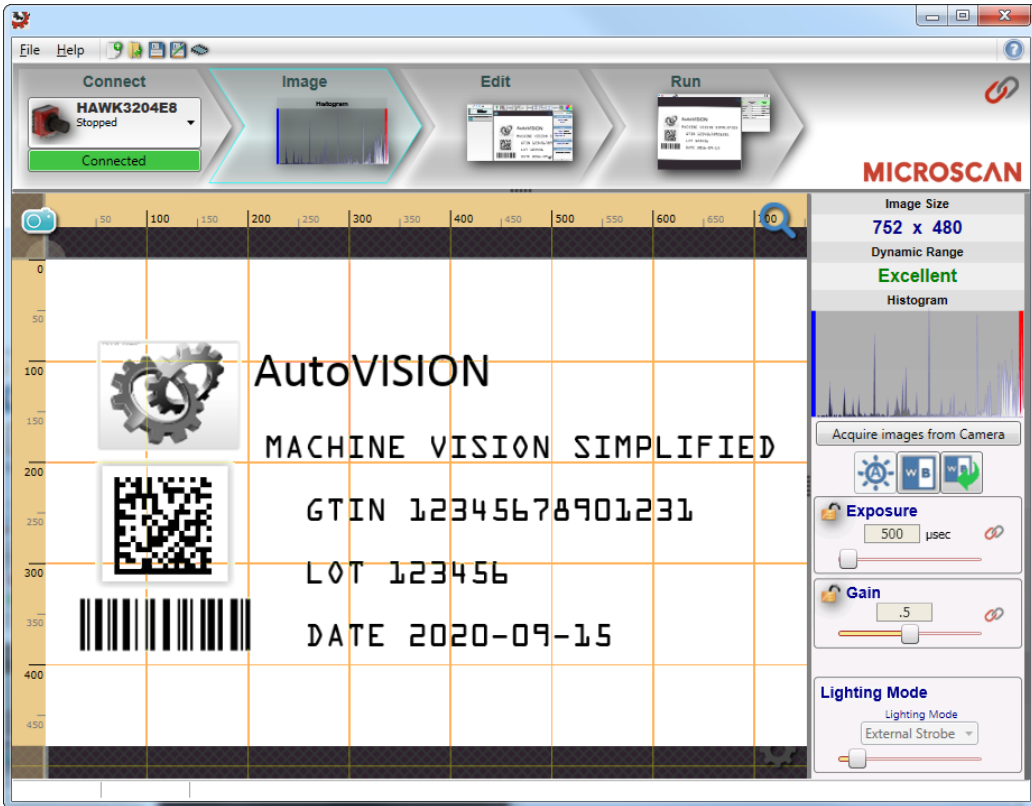 File Help
Connect Image Edit Run
HAWK3204E8
Stopped
Connected
Histogram
MICROSCAN
50 100 150 200 250 300 350 400 450 500 550 600 650 700
0
50
100
150
200
250
300
350
400
450
AutoVISION
MACHINE VISION SIMPLIFIED
GTIN 12345678901231
LOT 123456
DATE 2020-09-15
Image Size
752 x 480
Dynamic Range
Excellent
Histogram
Acquire images from Camera
A W B W B
Exposure
500 µsec
Gain
.5
Lighting Mode
Lighting Mode
External Strobe